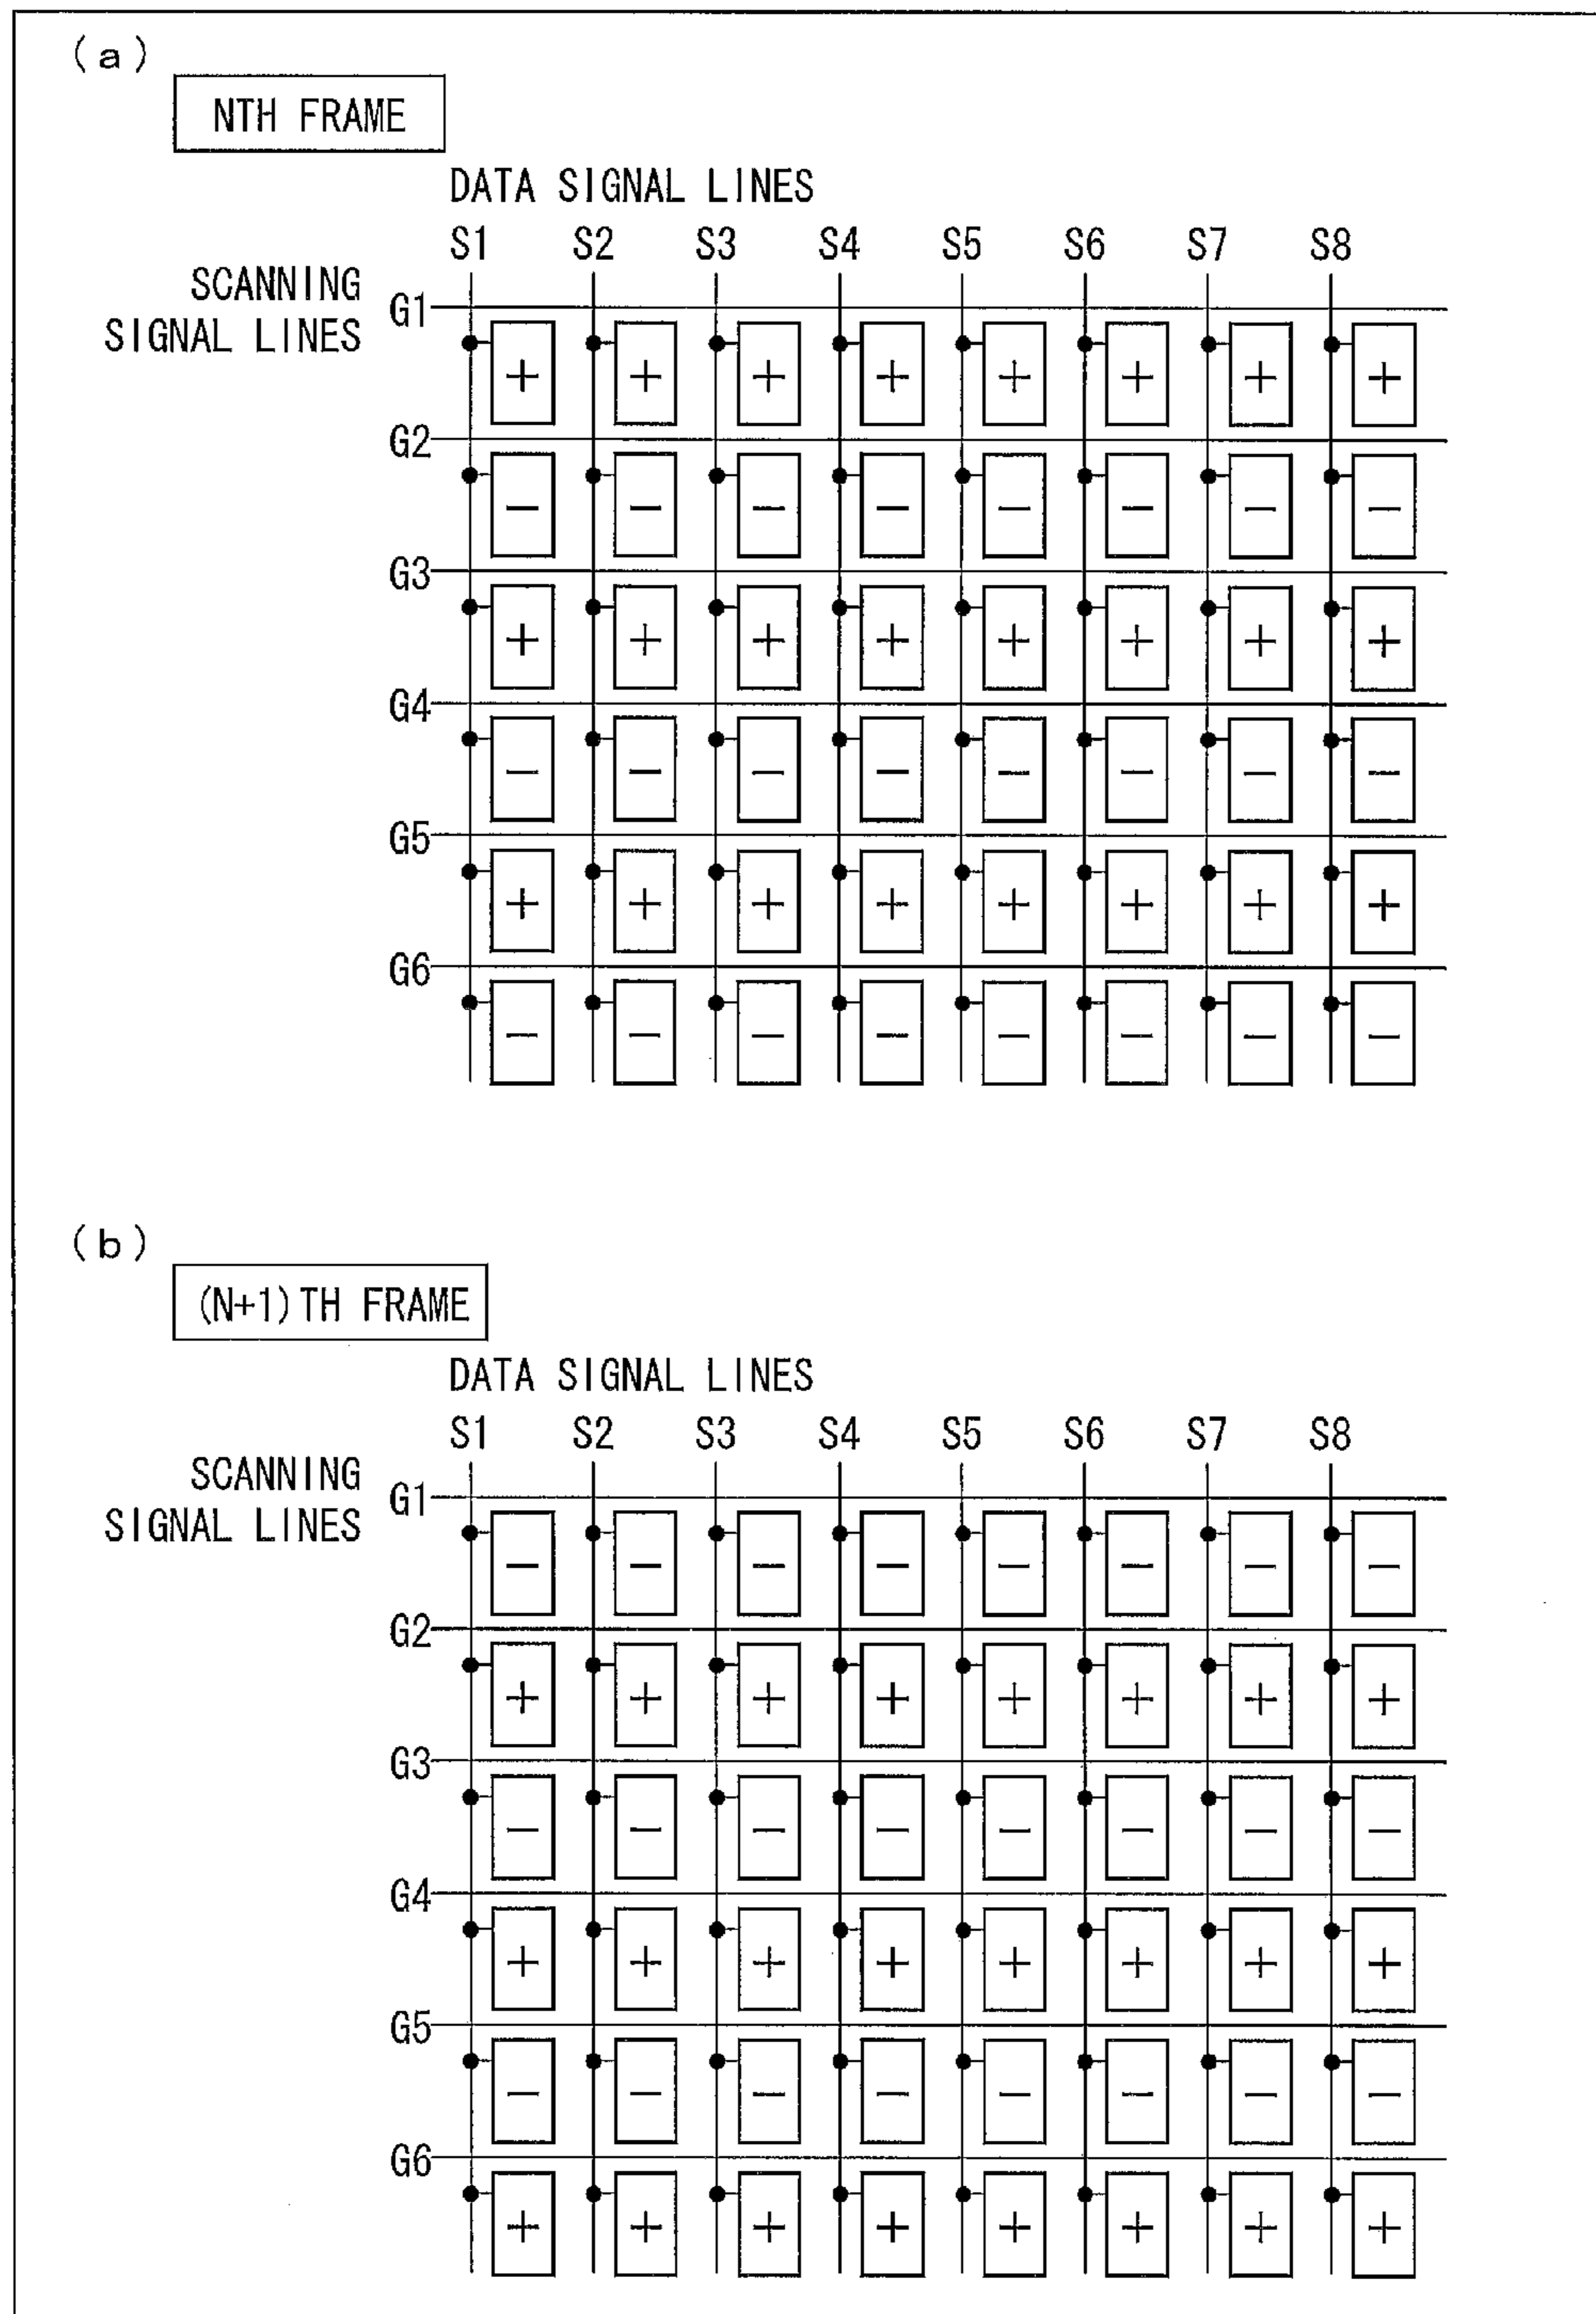 (a)
NTH FRAME
DATA SIGNAL LINES
S1 S2 S3 S4 S5 S6 S7 S8
SCANNING
SIGNAL LINES
G1
+ + + + + + + +
G2
− − − − − − − −
G3
+ + + + + + + +
G4
− − − − − − − −
G5
+ + + + + + + +
G6
− − − − − − − −
(b)
(N+1)TH FRAME
DATA SIGNAL LINES
S1 S2 S3 S4 S5 S6 S7 S8
SCANNING
SIGNAL LINES
G1
− − − − − − − −
G2
+ + + + + + + +
G3
− − − − − − − −
G4
+ + + + + + + +
G5
− − − − − − − −
G6
+ + + + + + + +